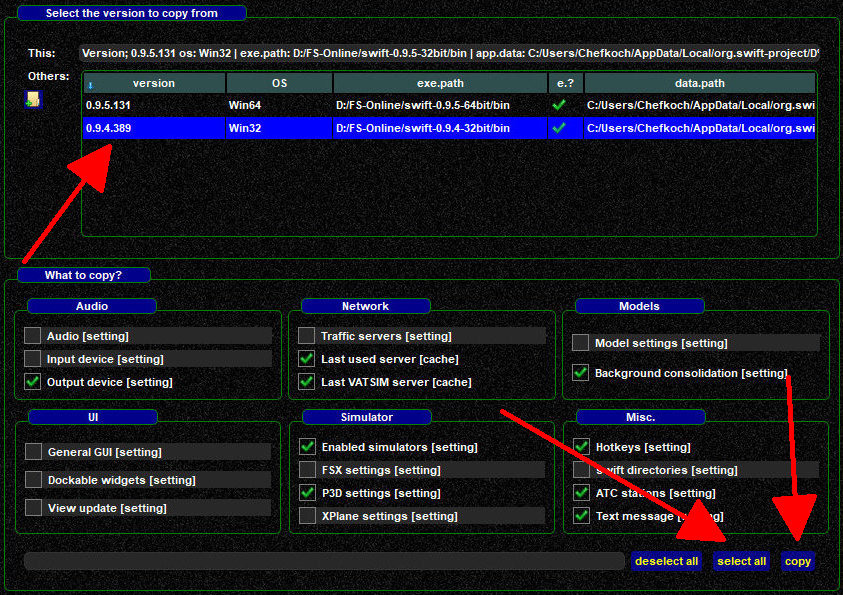 Select the version to copy from
This: Version; 0.9.5.131 os: Win32 | exe.path: D:/FS-Online/swift-0.9.5-32bit/bin | app.data: C:/Users/Chefkoch/AppData/Local/org.swift-project/D
Others:
version OS exe.path e.? data.path
0.9.5.131 Win64 D:/FS-Online/swift-0.9.5-64bit/bin C:/Users/Chefkoch/AppData/Local/org.swi
0.9.4.389 Win32 D:/FS-Online/swift-0.9.4-32bit/bin C:/Users/Chefkoch/AppData/Local/org.swi
What to copy?
Audio
Audio [setting]
Input device [setting]
Output device [setting]
Network
Traffic servers [setting]
Last used server [cache]
Last VATSIM server [cache]
Models
Model settings [setting]
Background consolidation [setting]
UI
General GUI [setting]
Dockable widgets [setting]
View update [setting]
Simulator
Enabled simulators [setting]
FSX settings [setting]
P3D settings [setting]
XPlane settings [setting]
Misc.
Hotkeys [setting]
swift directories [setting]
ATC stations [setting]
Text message
deselect all select all copy